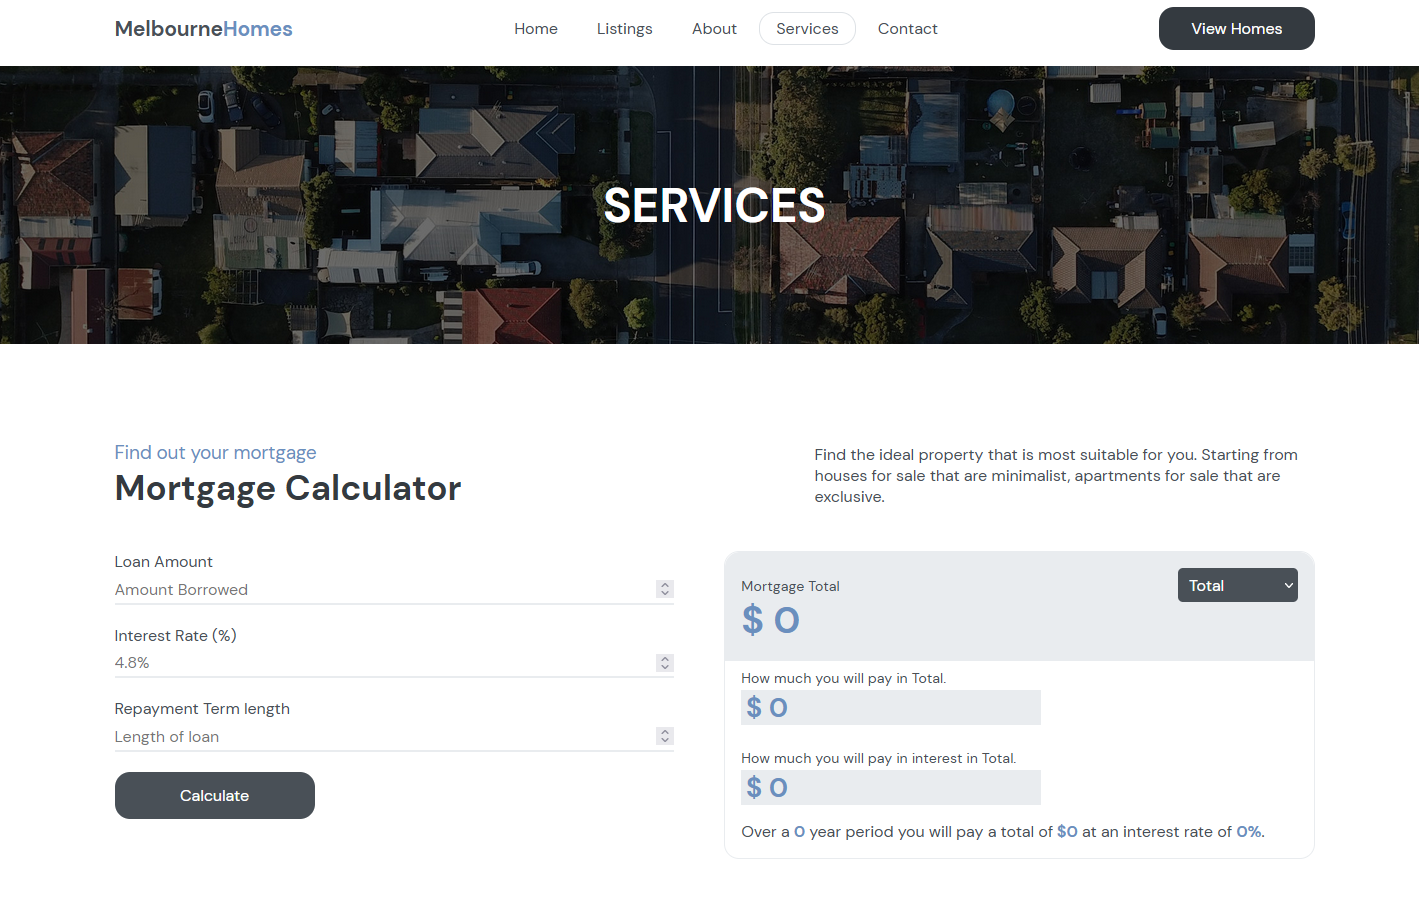 MelbourneHomes
Home Listings About Services Contact
View Homes
SERVICES
Find out your mortgage
Mortgage Calculator
Find the ideal property that is most suitable for you. Starting from
houses for sale that are minimalist, apartments for sale that are
exclusive.
Loan Amount
Amount Borrowed
Interest Rate (%)
4.8%
Repayment Term length
Length of loan
Calculate
Mortgage Total
Total
$ 0
How much you will pay in Total.
$ 0
How much you will pay in interest in Total.
$ 0
Over a 0 year period you will pay a total of $0 at an interest rate of 0%.